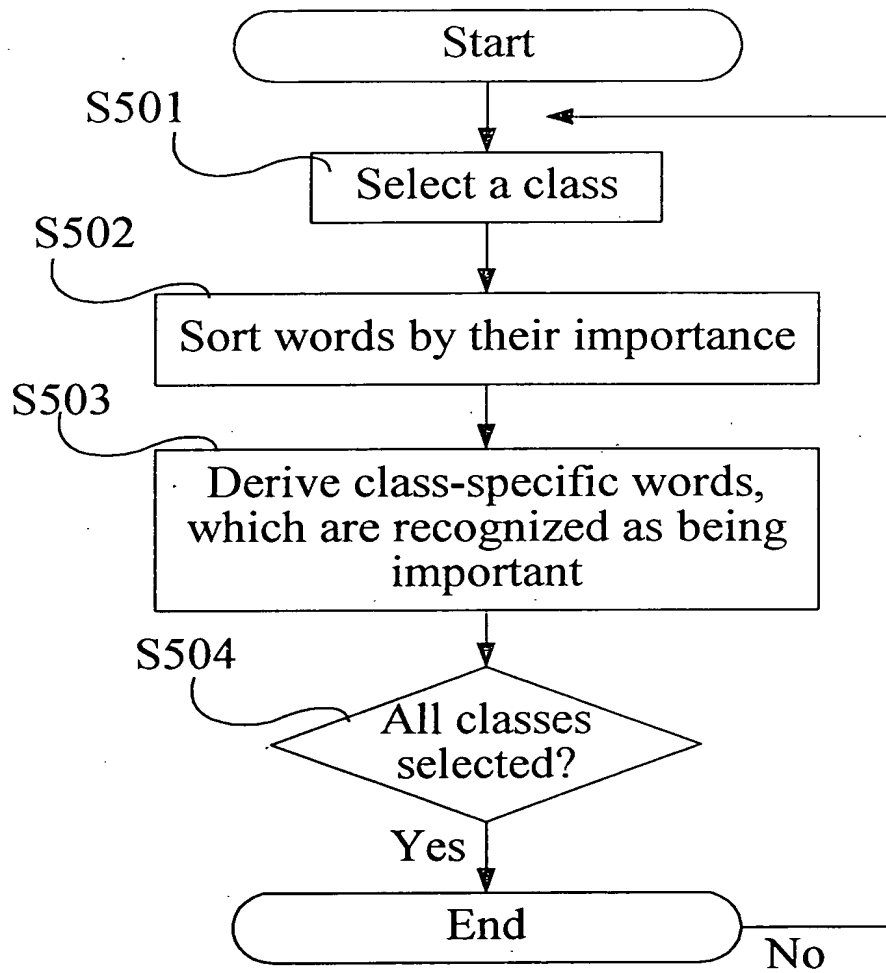 Start
S501
Select a class
S502
Sort words by their importance
S503
Derive class-specific words,
which are recognized as being
important
S504
All classes
selected?
Yes
End
No